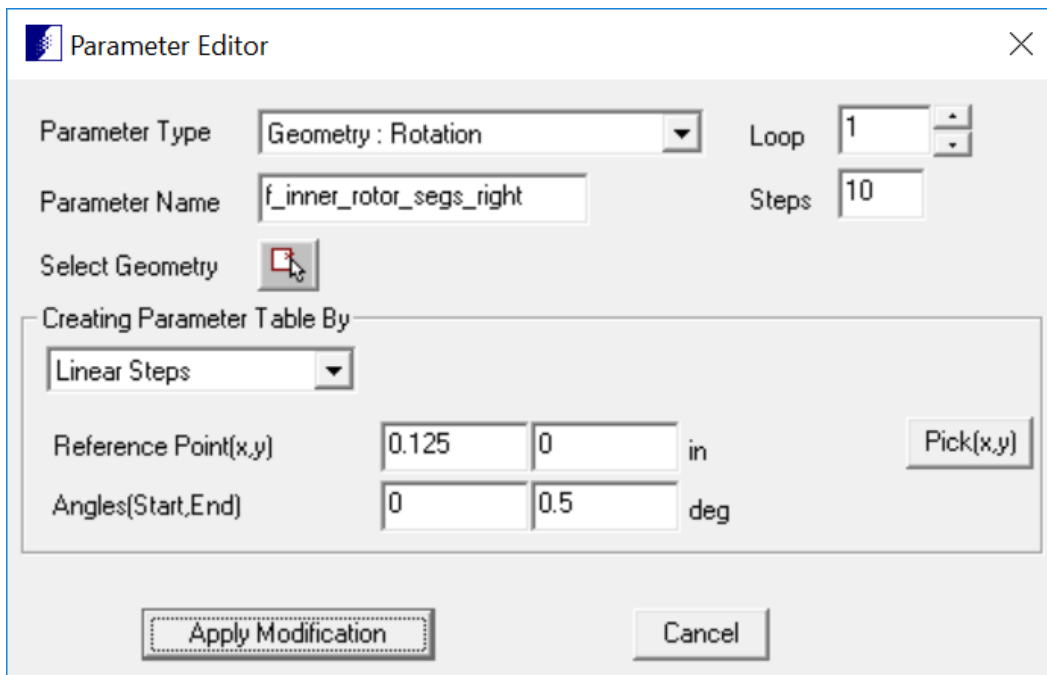 Parameter Editor
Parameter Type Geometry : Rotation Loop 1
Parameter Name f_inner_rotor_segs_right Steps 10
Select Geometry
Creating Parameter Table By
Linear Steps
Reference Point(x,y) 0.125 0 in Pick(x,y)
Angles(Start,End) 0 0.5 deg
Apply Modification Cancel